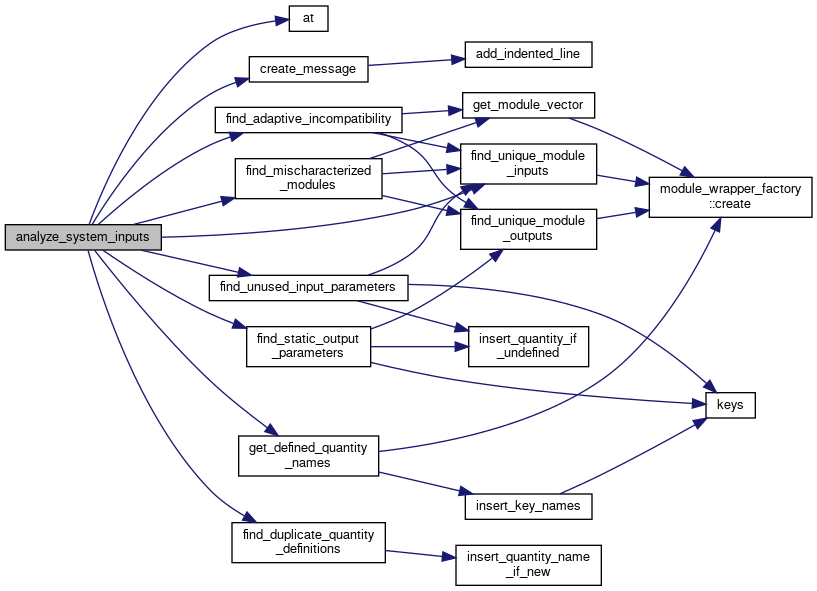 analyze_system_inputs
at
create_message
find_adaptive_incompatibility
find_mischaracterized
_modules
find_unused_input_parameters
find_static_output
_parameters
get_defined_quantity
_names
find_duplicate_quantity
_definitions
add_indented_line
get_module_vector
find_unique_module
_inputs
find_unique_module
_outputs
insert_quantity_if
_undefined
insert_key_names
insert_quantity_name
_if_new
module_wrapper_factory
::create
keys